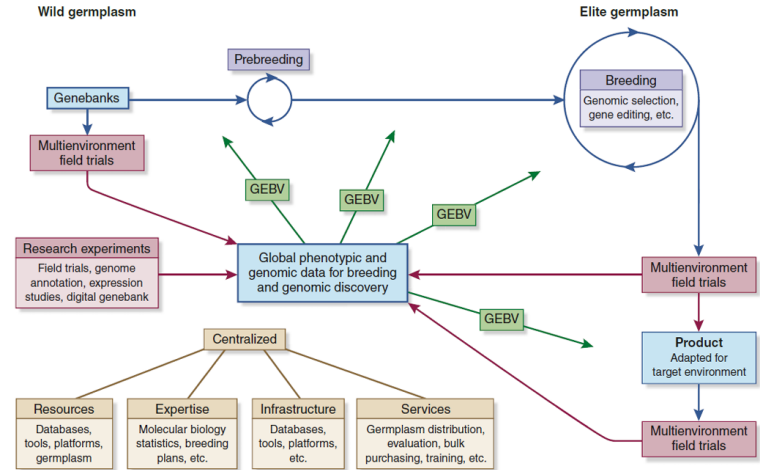 Wild germplasm
Elite germplasm
Prebreeding
Genebanks
Breeding
Genomic selection,
gene editing, etc.
Multienvironment
field trials
GEBV
GEBV
GEBV
Research experiments
Field trials, genome
annotation, expression
studies, digital genebank
Global phenotypic and
genomic data for breeding
and genomic discovery
Multienvironment
field trials
GEBV
Centralized
Product
Adapted for
target environment
Resources
Databases,
tools, platforms,
germplasm
Expertise
Molecular biology
statistics, breeding
plans, etc.
Infrastructure
Databases,
tools, platforms,
etc.
Services
Germplasm distribution,
evaluation, bulk
purchasing, training, etc.
Multienvironment
field trials